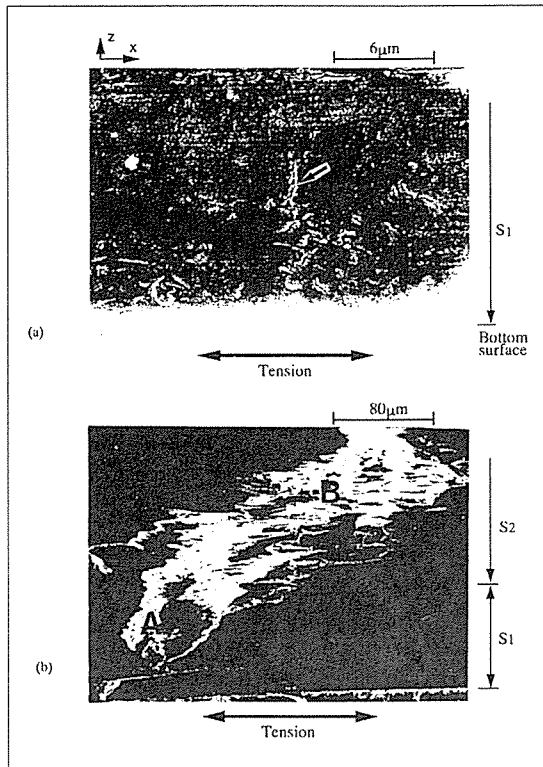 z
x
6μm
S1
Bottom
surface
(a)
Tension
80μm
B
S2
A
S1
(b)
Tension